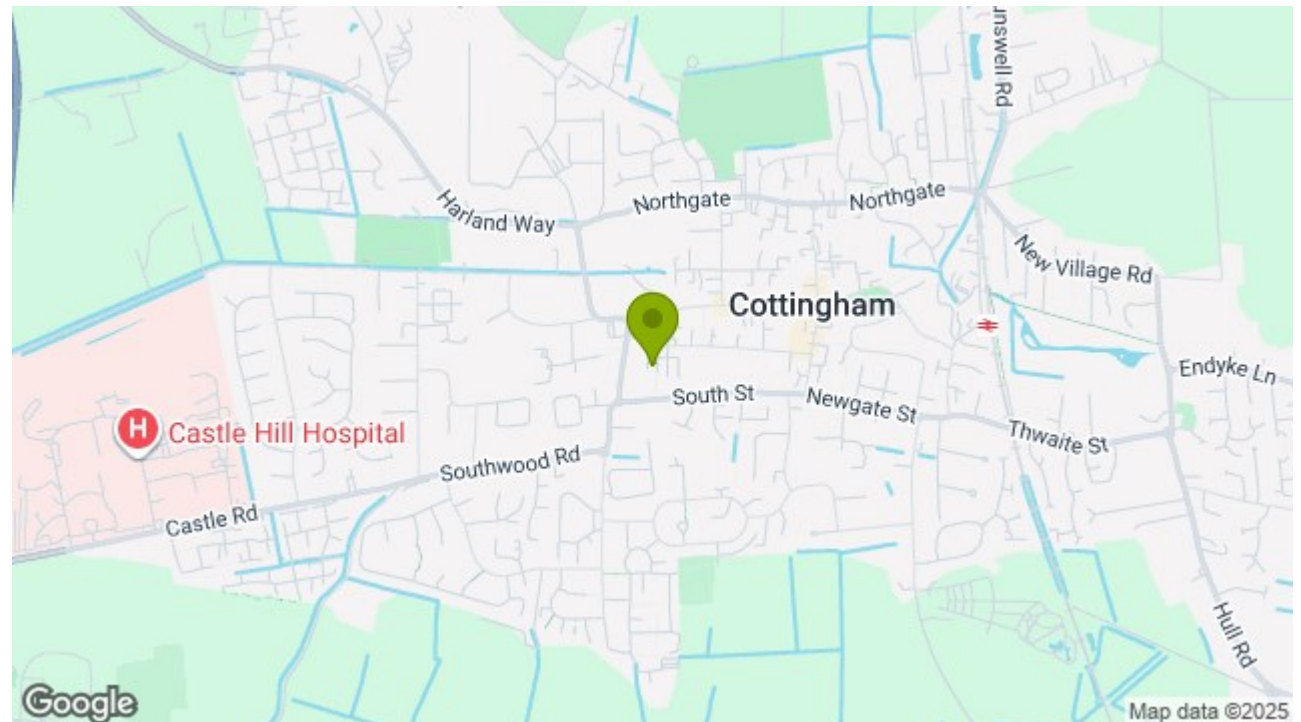 unswell Rd
Northgate
Northgate
Harland Way
New Village Rd
Cottingham
Endyke Ln
South St
Newgate St
Thwaite St
H
Castle Hill Hospital
Southwood Rd
Castle Rd
Hull Rd
Google
Map data ©2025